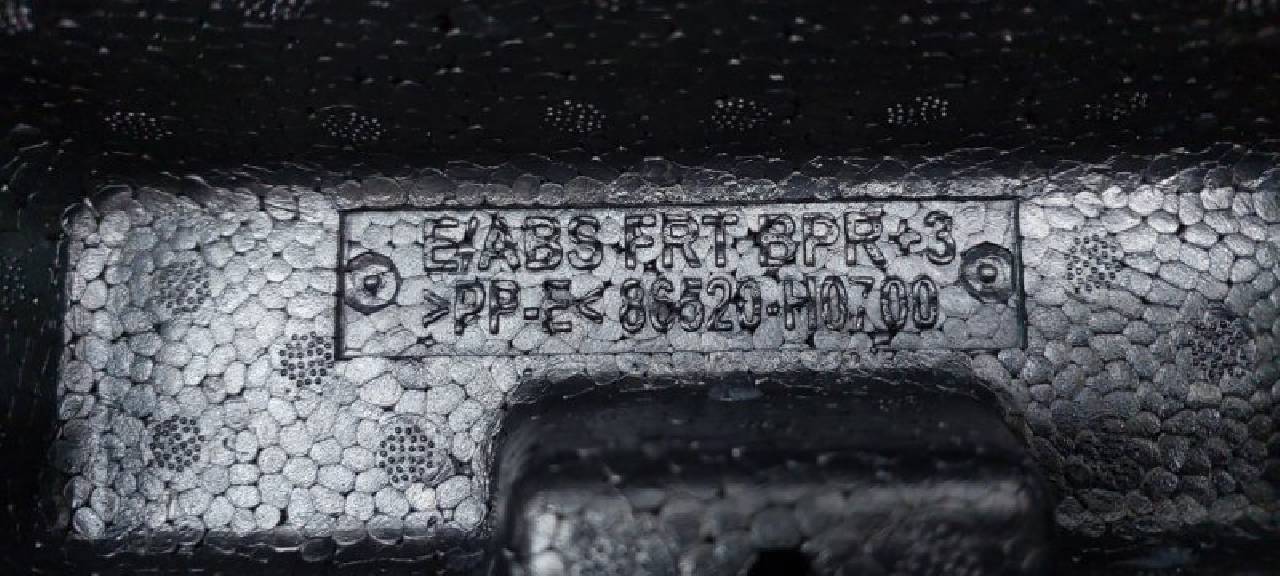 E/ABS FRT BPR+3
>PP-E< 86520-H0700